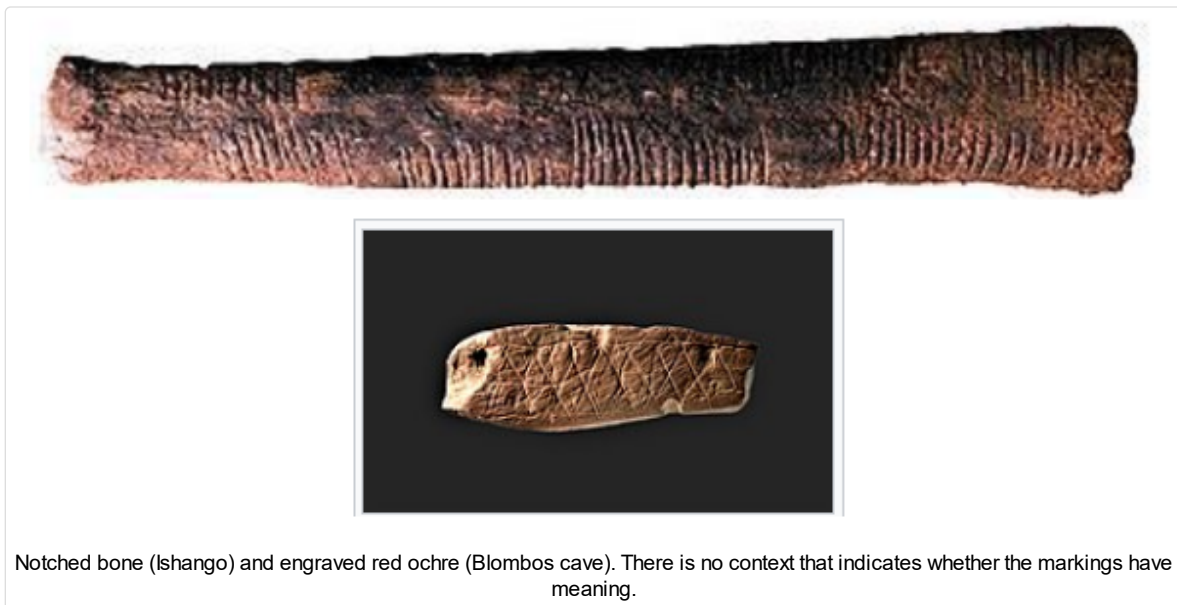 Notched bone (Ishango) and engraved red ochre (Blombos cave). There is no context that indicates whether the markings have
meaning.